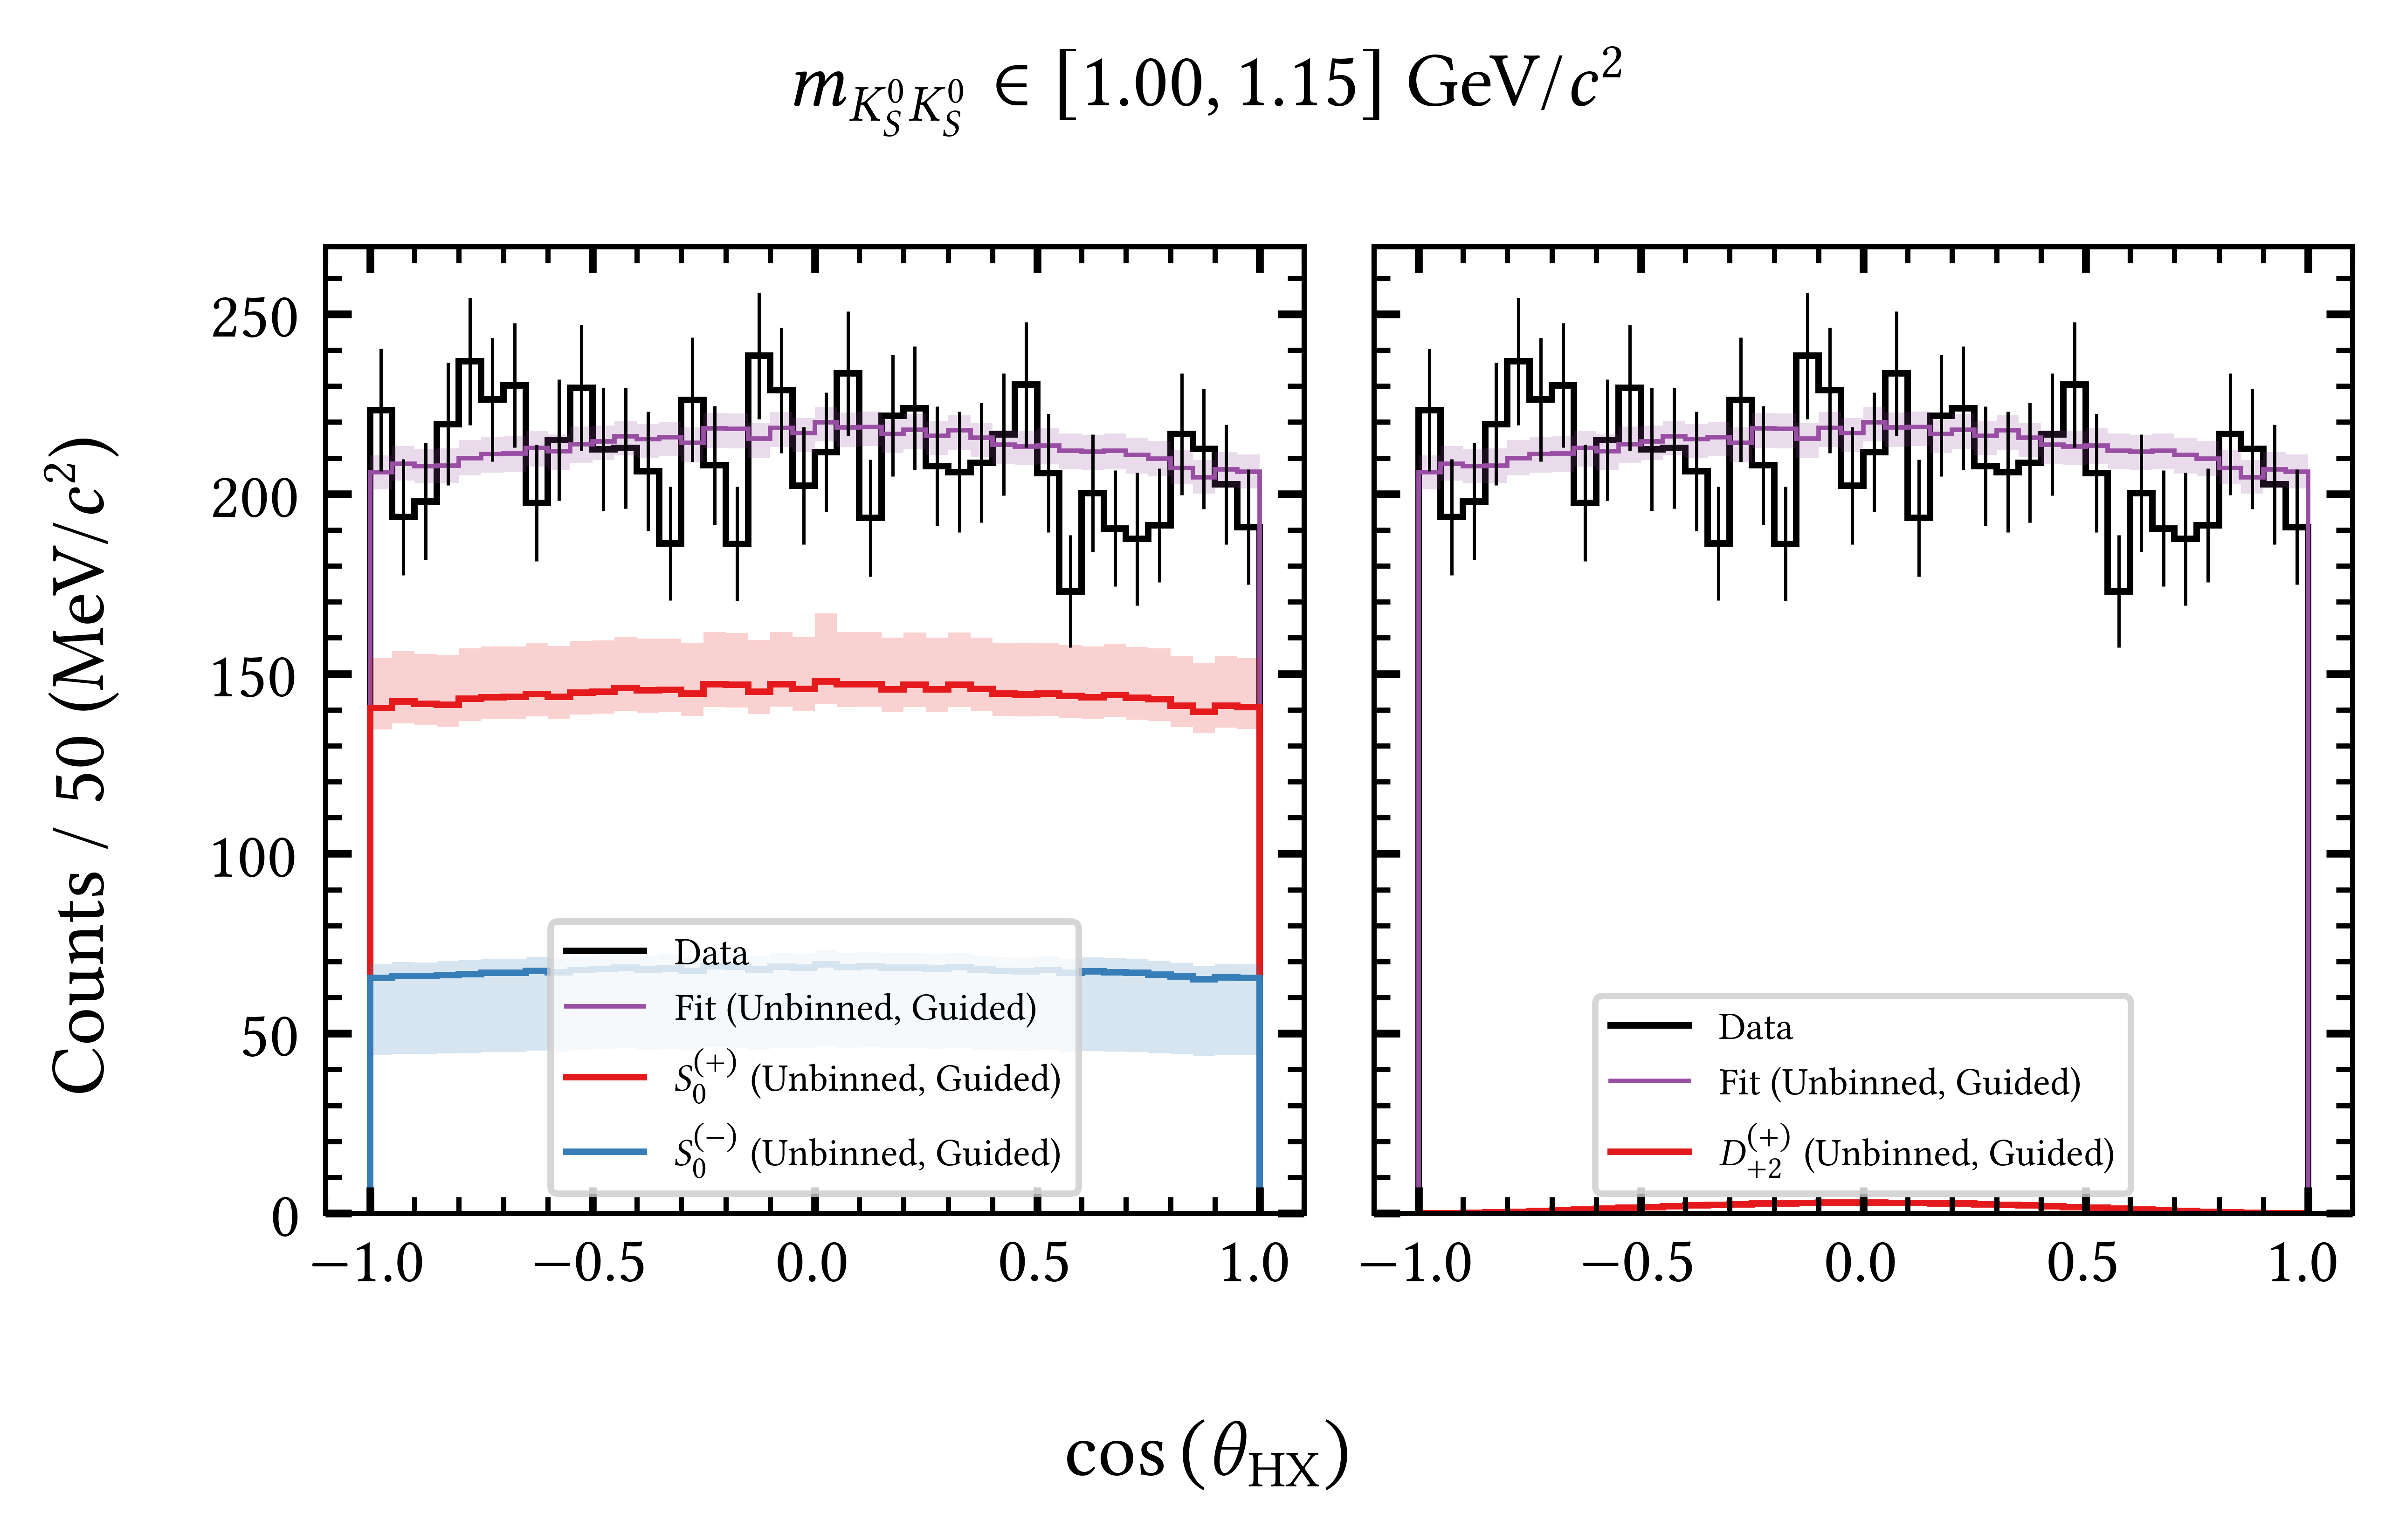 m_{K_S^0 K_S^0} ∈ [1.00, 1.15] GeV/c²
Counts / 50 (MeV/c²)
250
200
150
100
50
0
Data
Fit (Unbinned, Guided)
S_0^{(+)} (Unbinned, Guided)
S_0^{(−)} (Unbinned, Guided)
−1.0 −0.5 0.0 0.5 1.0
Data
Fit (Unbinned, Guided)
D_{+2}^{(+)} (Unbinned, Guided)
−1.0 −0.5 0.0 0.5 1.0
cos (θ_HX)